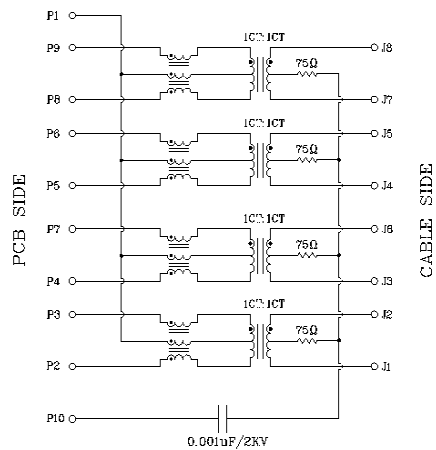 P1
P9 1CT:1CT J8
75Ω
P8 J7
1CT:1CT
P6 J5
75Ω
P5 J4
PCB SIDE
CABLE SIDE
1CT:1CT
P7 J6
75Ω
P4 J3
1CT:1CT
P3 J2
75Ω
P2 J1
P10
0.001uF/2KV